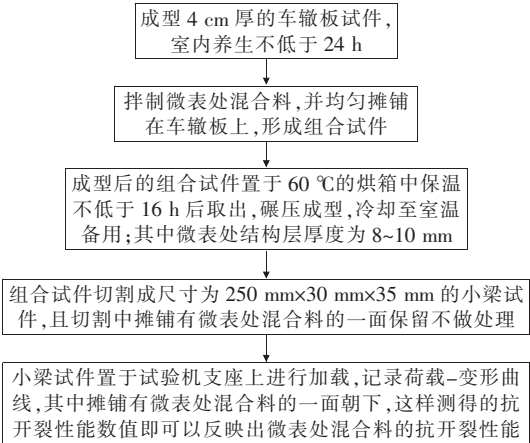 成型 4 cm 厚的车辙板试件，
室内养生不低于 24 h
拌制微表处混合料，并均匀摊铺
在车辙板上，形成组合试件
成型后的组合试件置于 60 ℃的烘箱中保温
不低于 16 h 后取出，碾压成型，冷却至室温
备用；其中微表处结构层厚度为 8~10 mm
组合试件切割成尺寸为 250 mm×30 mm×35 mm 的小梁试
件，且切割中摊铺有微表处混合料的一面保留不做处理
小梁试件置于试验机支座上进行加载，记录荷载-变形曲
线，其中摊铺有微表处混合料的一面朝下，这样测得的抗
开裂性能数值即可以反映出微表处混合料的抗开裂性能